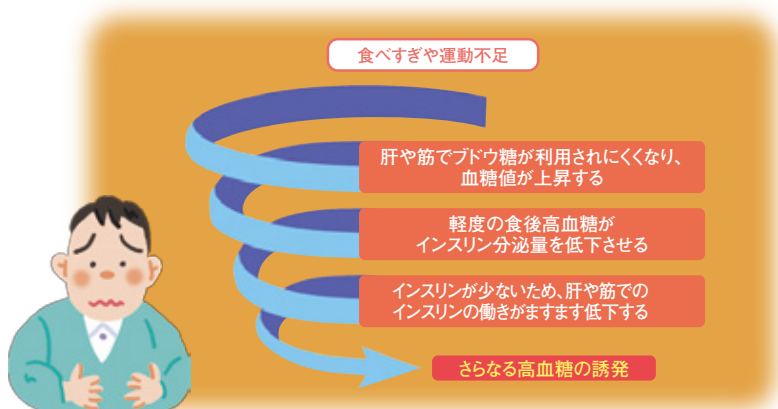 食べすぎや運動不足
肝や筋でブドウ糖が利用されにくくなり、
血糖値が上昇する
軽度の食後高血糖が
インスリン分泌量を低下させる
インスリンが少ないため、肝や筋での
インスリンの働きがますます低下する
さらなる高血糖の誘発